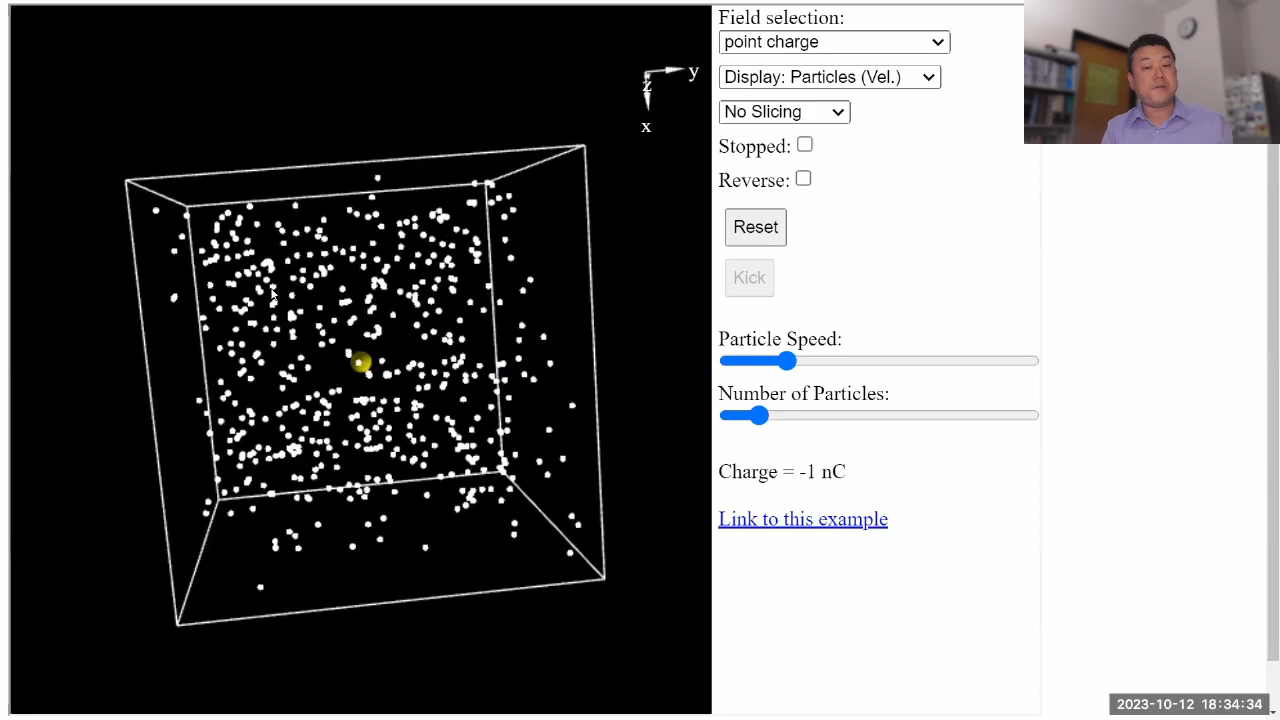 y
z
x
Field selection:
point charge
Display: Particles (Vel.)
No Slicing
Stopped:
Reverse:
Reset
Kick
Particle Speed:
Number of Particles:
Charge = -1 nC
Link to this example
2023-10-12 18:34:34